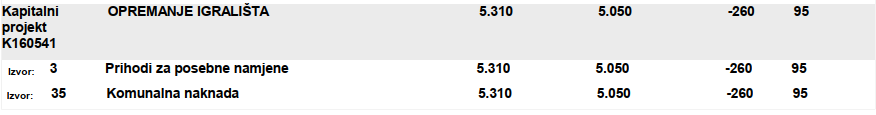 Kapitalni projekt K160541 OPREMANJE IGRALIŠTA 5.310 5.050 -260 95
Izvor: 3 Prihodi za posebne namjene 5.310 5.050 -260 95
Izvor: 35 Komunalna naknada 5.310 5.050 -260 95